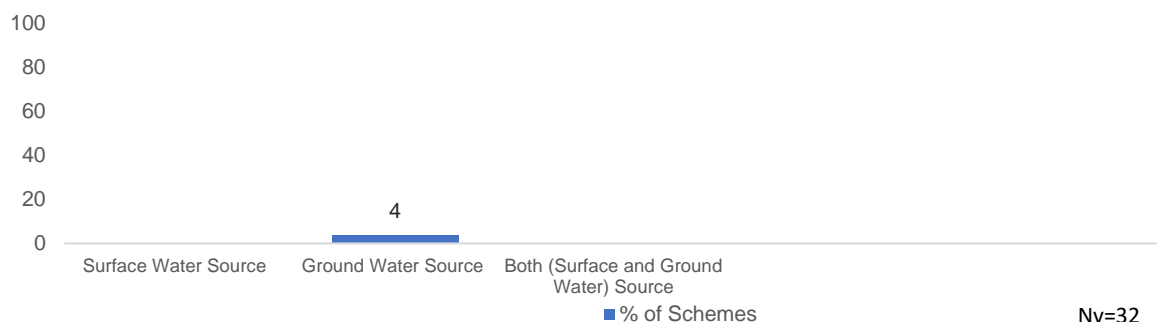 100
80
60
40
20
0
4
Surface Water Source
Ground Water Source
Both (Surface and Ground
Water) Source
% of Schemes
Nv=32